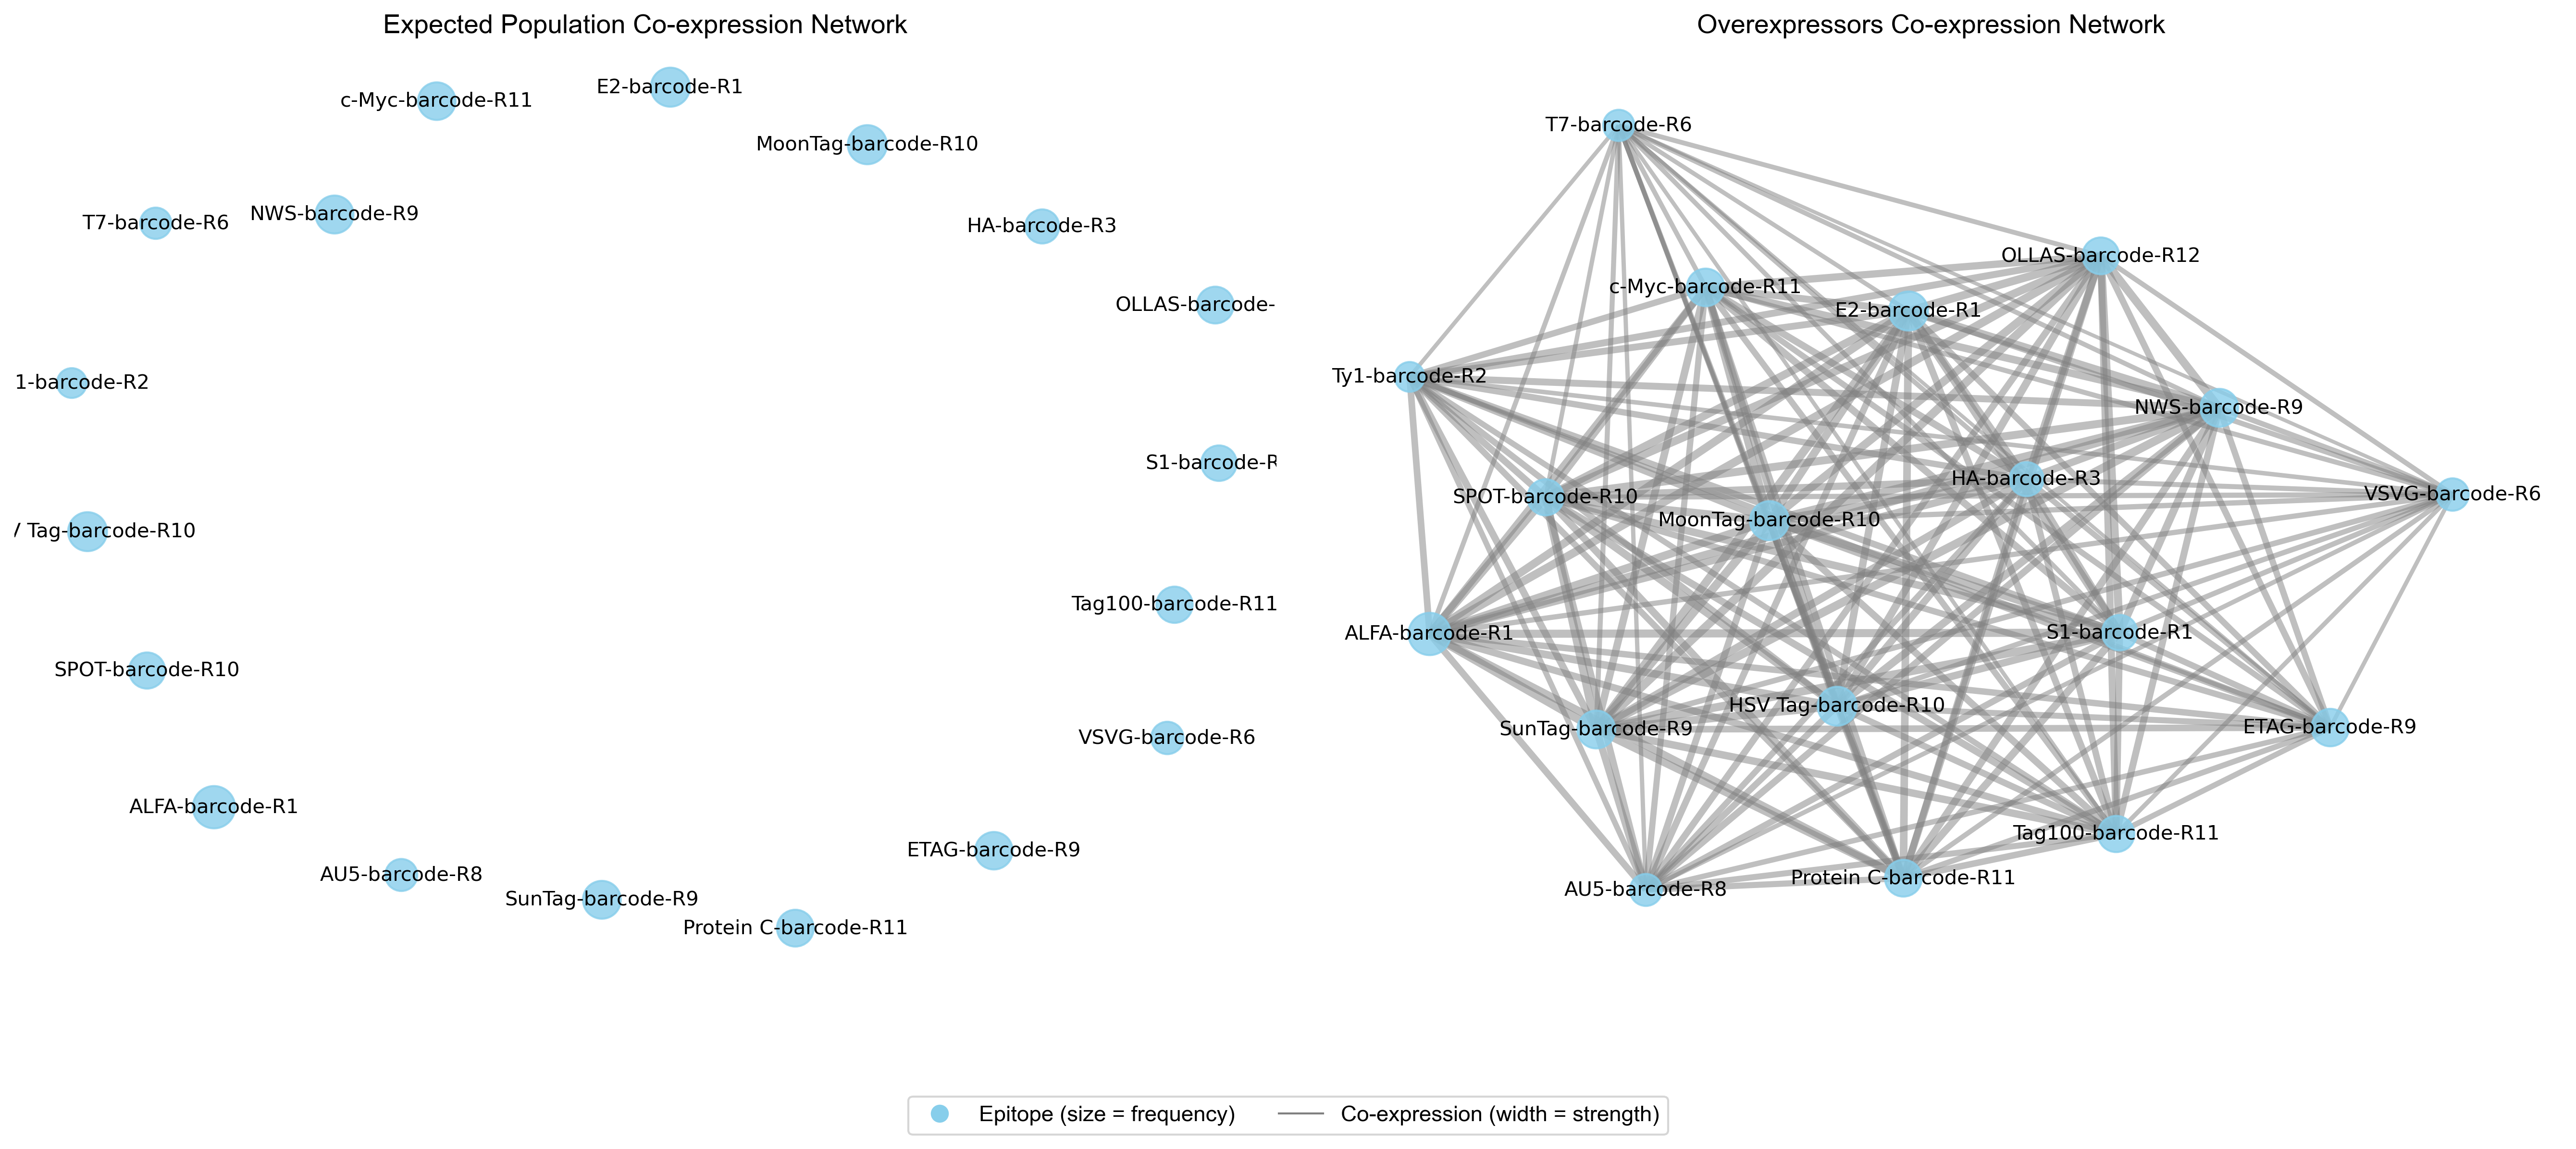 Expected Population Co-expression Network
c-Myc-barcode-R11
E2-barcode-R1
MoonTag-barcode-R10
T7-barcode-R6
NWS-barcode-R9
HA-barcode-R3
OLLAS-barcode-
1-barcode-R2
S1-barcode-R
Tag-barcode-R10
Tag100-barcode-R11
SPOT-barcode-R10
VSVG-barcode-R6
ALFA-barcode-R1
ETAG-barcode-R9
AU5-barcode-R8
SunTag-barcode-R9
Protein C-barcode-R11
Overexpressors Co-expression Network
T7-barcode-R6
OLLAS-barcode-R12
c-Myc-barcode-R11
E2-barcode-R1
Ty1-barcode-R2
NWS-barcode-R9
HA-barcode-R3
VSVG-barcode-R6
SPOT-barcode-R10
MoonTag-barcode-R10
ALFA-barcode-R1
S1-barcode-R1
HSV Tag-barcode-R10
SunTag-barcode-R9
ETAG-barcode-R9
Tag100-barcode-R11
Protein C-barcode-R11
AU5-barcode-R8
Epitope (size = frequency)
Co-expression (width = strength)